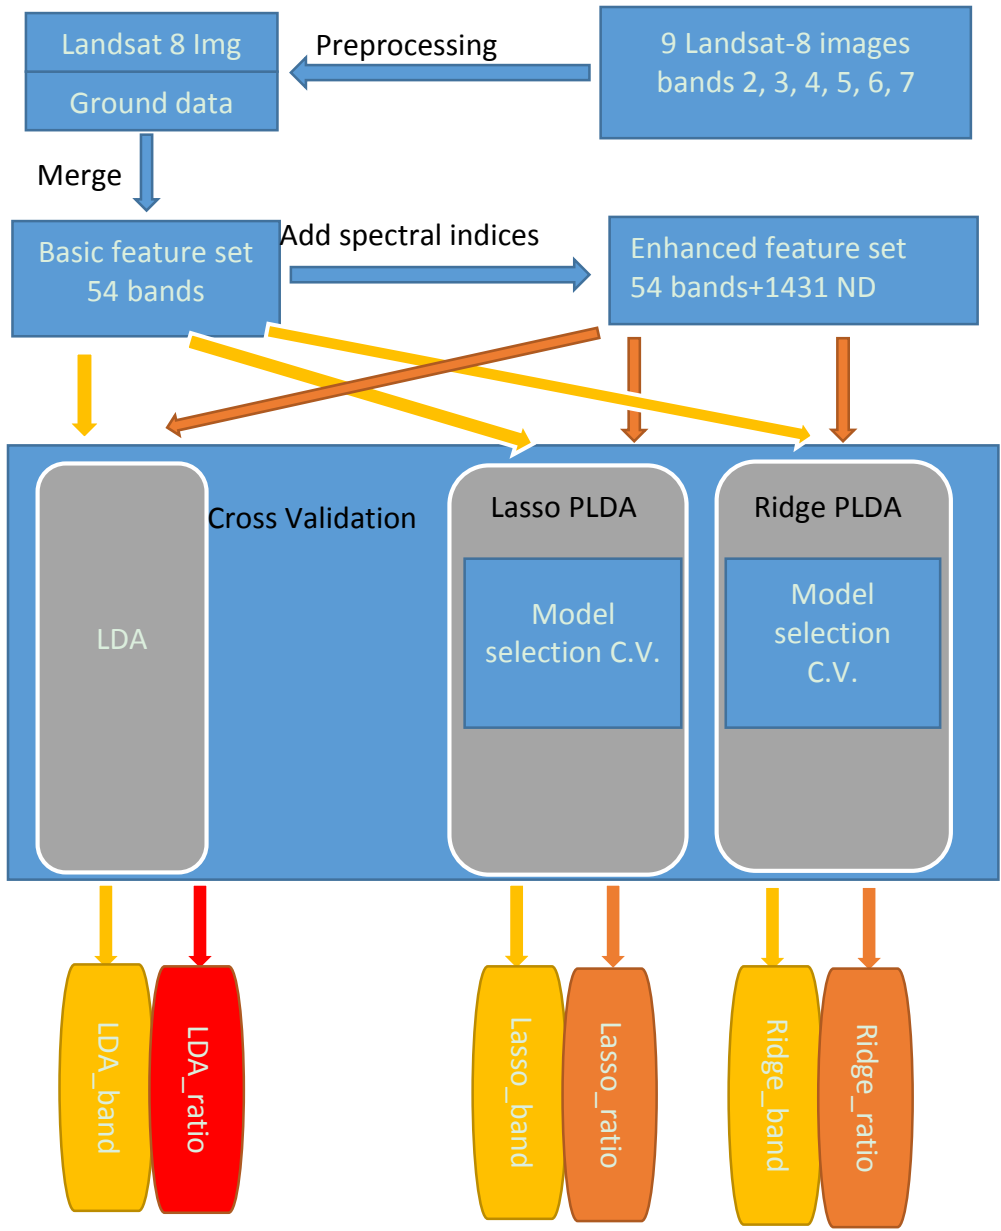 Landsat 8 Img
Ground data
Preprocessing
9 Landsat-8 images
bands 2, 3, 4, 5, 6, 7
Merge
Basic feature set
54 bands
Add spectral indices
Enhanced feature set
54 bands+1431 ND
LDA
Cross Validation
Lasso PLDA
Model
selection C.V.
Ridge PLDA
Model
selection
C.V.
LDA_band
LDA_ratio
Lasso_band
Lasso_ratio
Ridge_band
Ridge_ratio